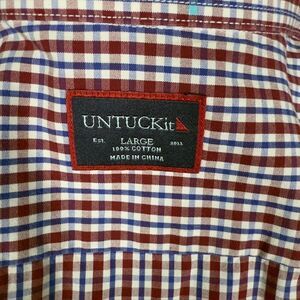 UNTUCKit
EST. LARGE 2011
100% COTTON
MADE IN CHINA